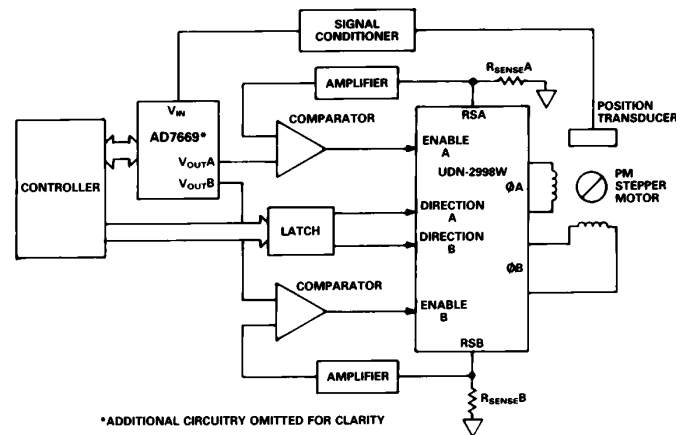 SIGNAL
CONDITIONER
AMPLIFIER
RSENSEA
VIN
AD7669*
VOUTA
VOUTB
COMPARATOR
RSA
ENABLE
A
UDN-2998W
ØA
POSITION
TRANSDUCER
PM
STEPPER
MOTOR
CONTROLLER
LATCH
DIRECTION
A
DIRECTION
B
ØB
COMPARATOR
ENABLE
B
RSB
AMPLIFIER
RSENSEB
*ADDITIONAL CIRCUITRY OMITTED FOR CLARITY